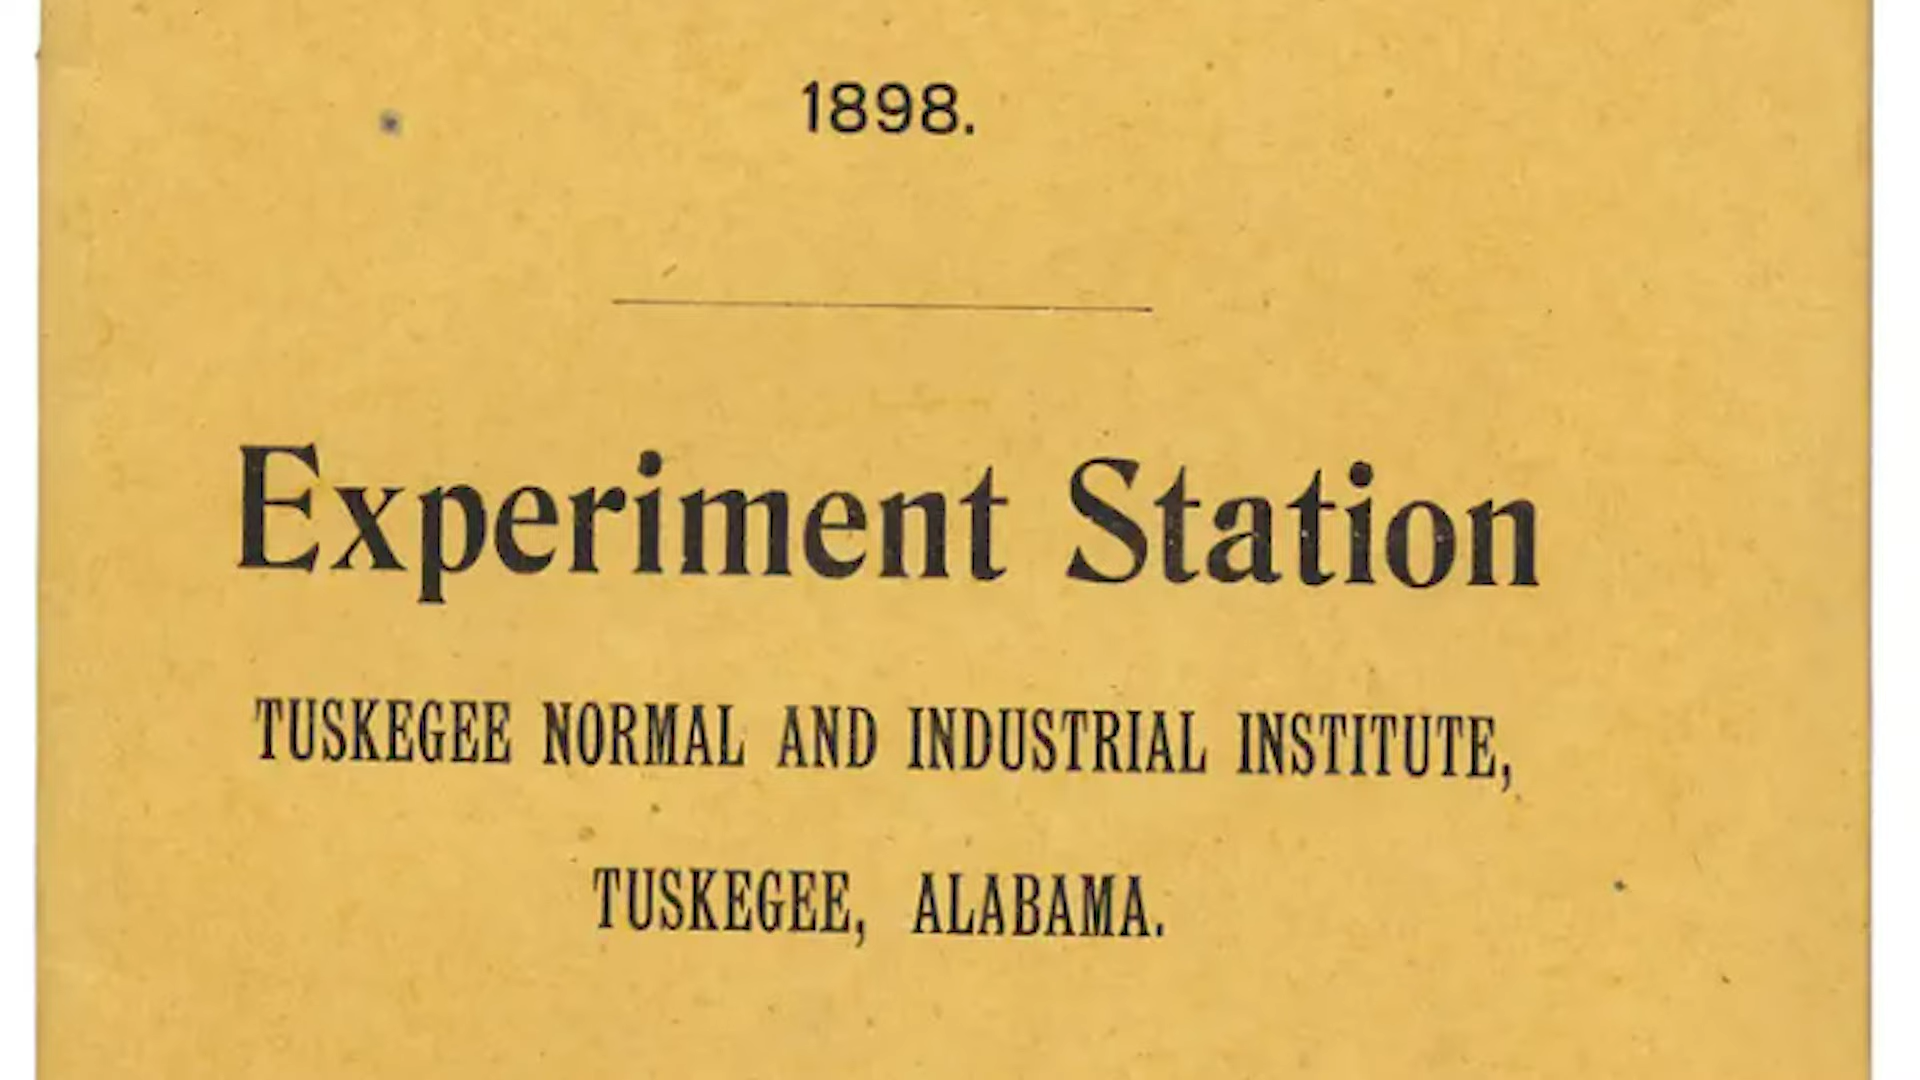 1898.
Experiment Station
TUSKEGEE NORMAL AND INDUSTRIAL INSTITUTE,
TUSKEGEE, ALABAMA.